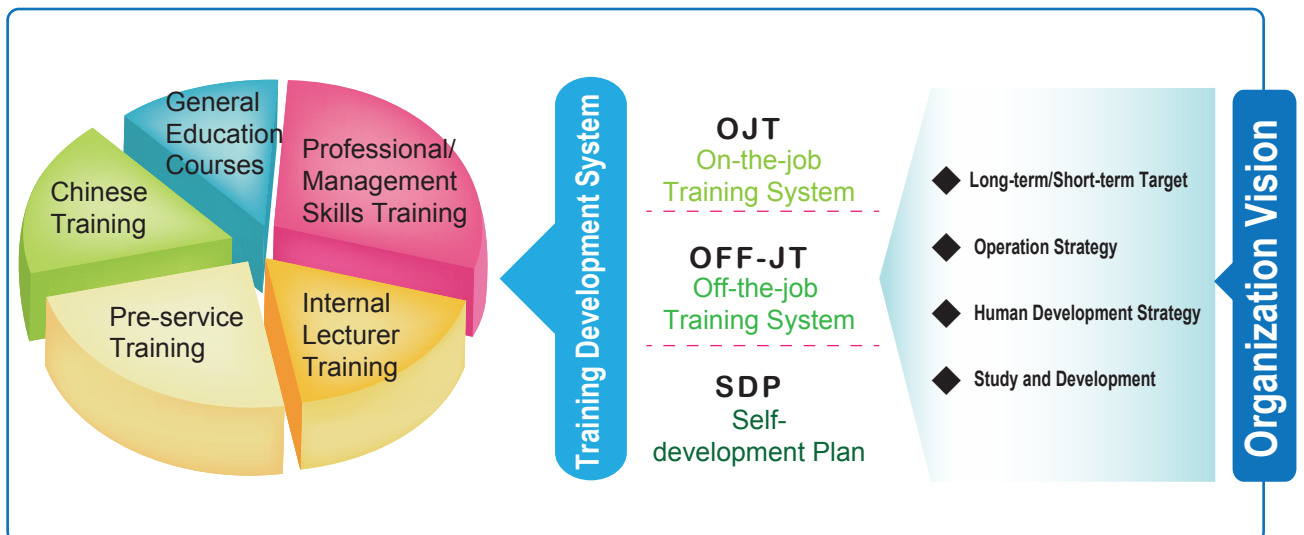 General
Education
Courses
Professional/
Management
Skills Training
Chinese
Training
Pre-service
Training
Internal
Lecturer
Training
Training Development System
OJT
On-the-job
Training System
OFF-JT
Off-the-job
Training System
SDP
Self-
development Plan
Long-term/Short-term Target
Operation Strategy
Human Development Strategy
Study and Development
Organization Vision